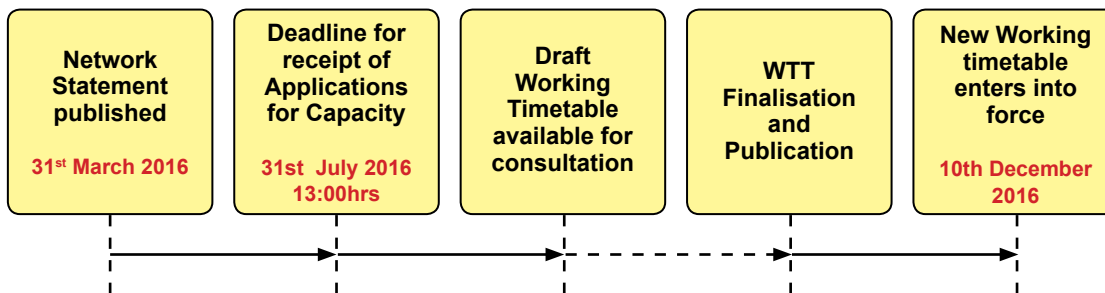 Network
Statement
published
31st March 2016
Deadline for
receipt of
Applications
for Capacity
31st  July 2016
13:00hrs
Draft
Working
Timetable
available for
consultation
WTT
Finalisation
and
Publication
New Working
timetable
enters into
force
10th December
2016